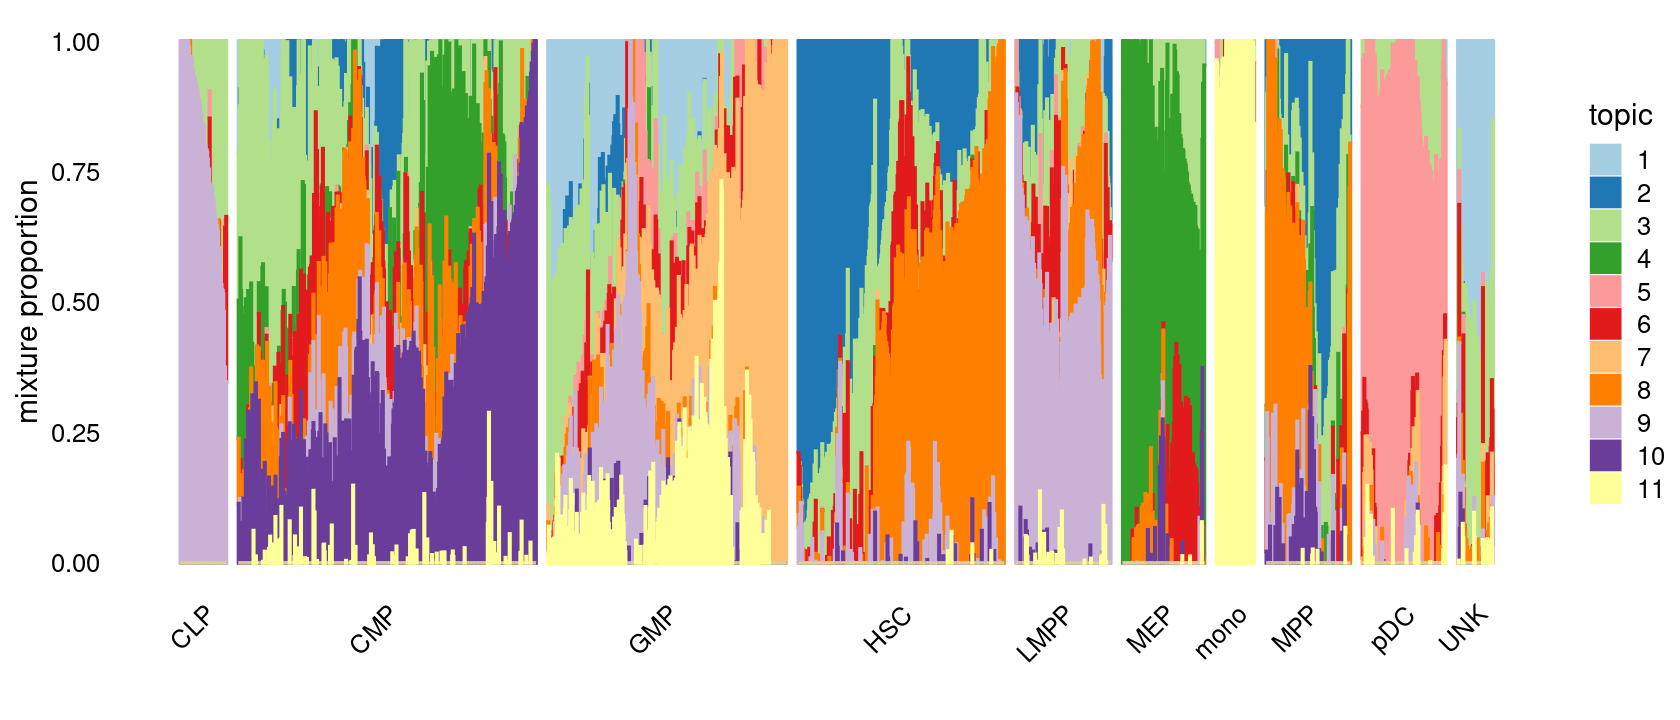 mixture proportion
1.00
0.75
0.50
0.25
0.00
CLP
CMP
GMP
HSC
LMPP
MEP
mono
MPP
pDC
UNK
topic
1
2
3
4
5
6
7
8
9
10
11